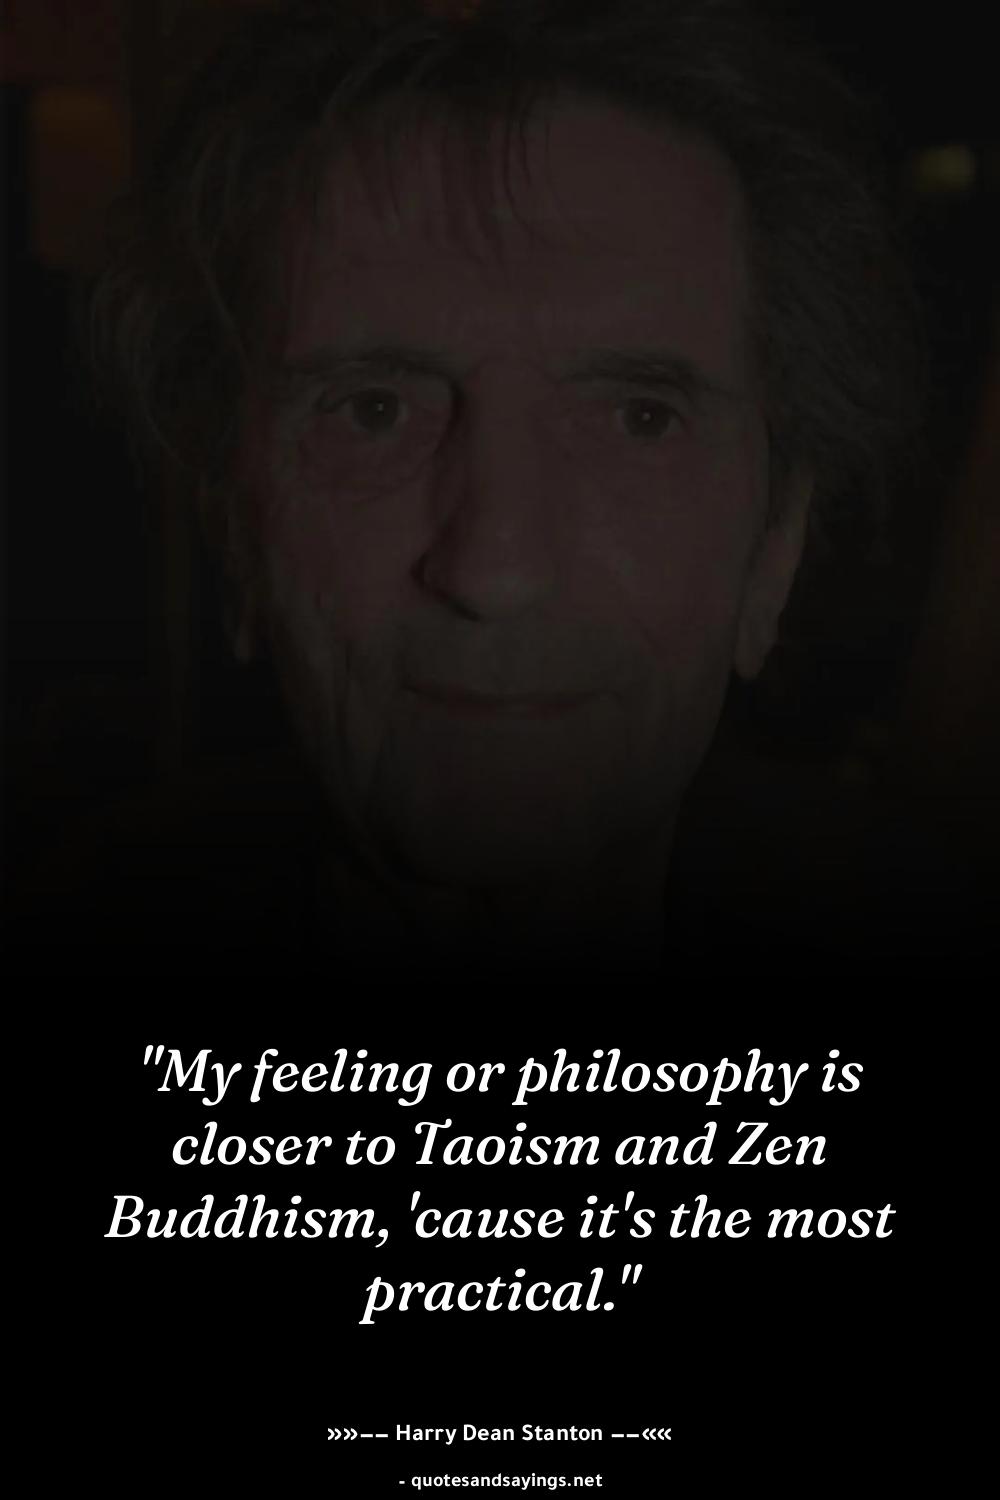 "My feeling or philosophy is
closer to Taoism and Zen
Buddhism, 'cause it's the most
practical."
»»−− Harry Dean Stanton −−««
- quotesandsayings.net